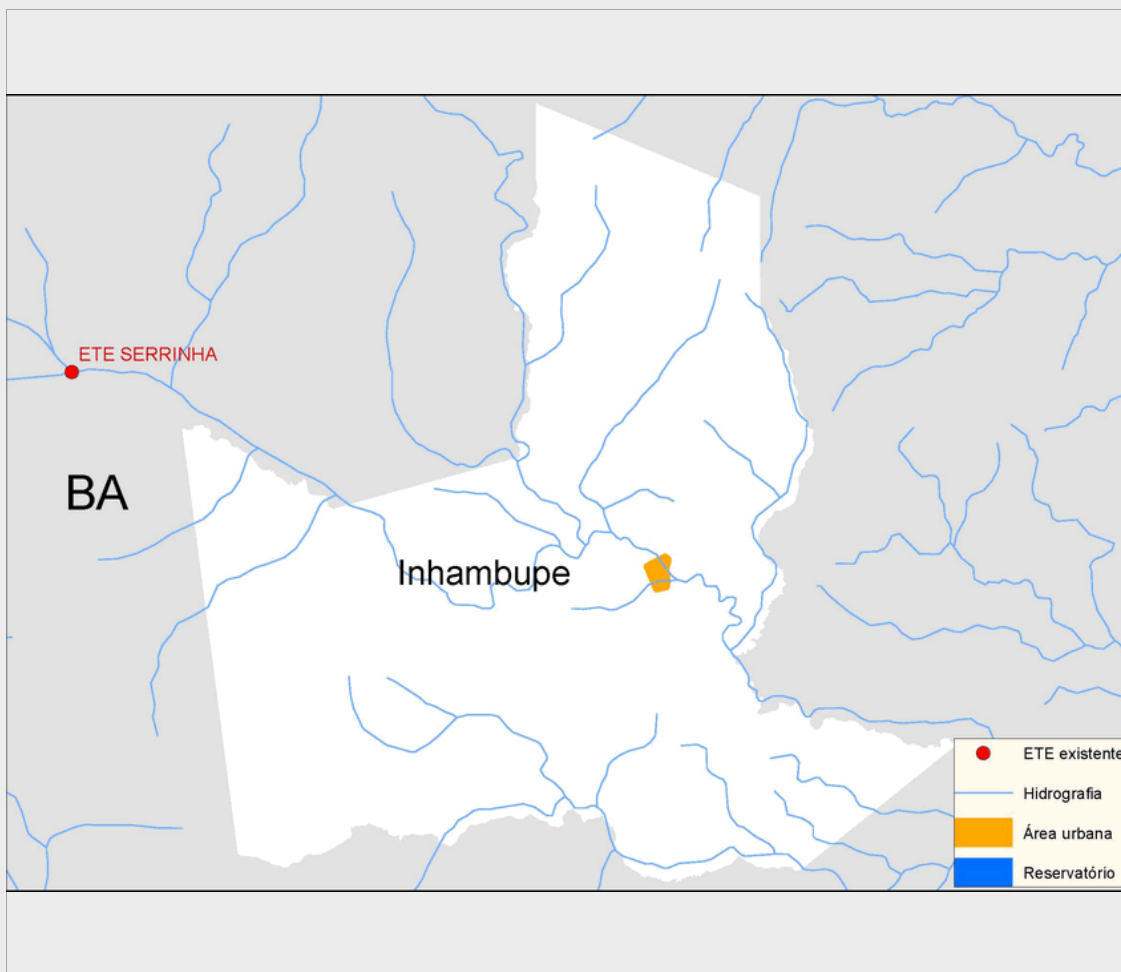 ETE SERRINHA
BA
Inhambupe
ETE existente
Hidrografia
Área urbana
Reservatório